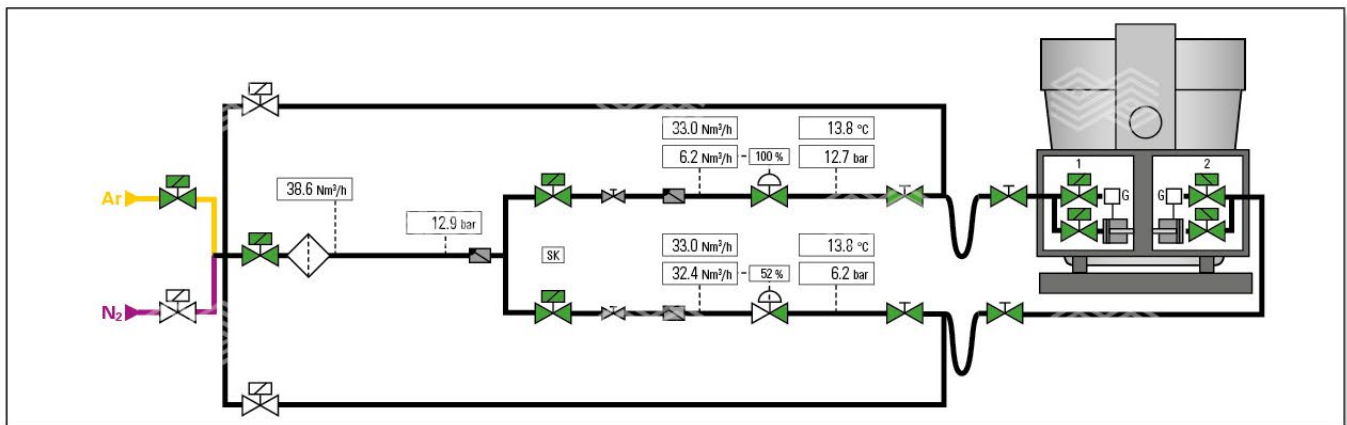 33.0 Nm³/h
13.8 °C
6.2 Nm³/h
100 %
12.7 bar
1
2
Ar
38.6 Nm³/h
G
G
12.9 bar
SK
33.0 Nm³/h
13.8 °C
32.4 Nm³/h
52 %
6.2 bar
N₂